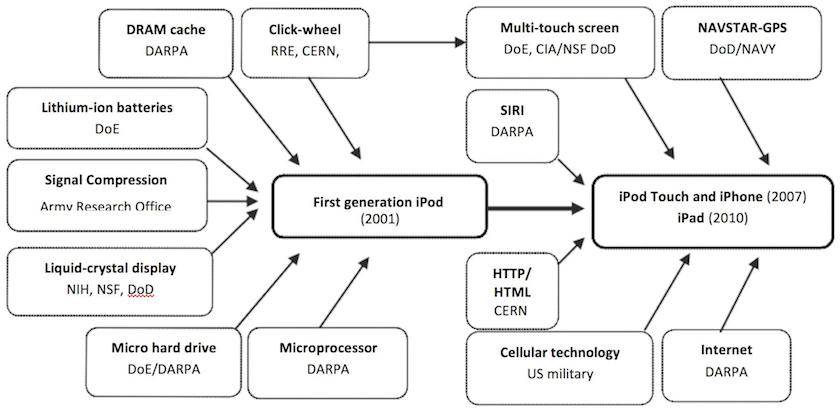 DRAM cache
DARPA
Click-wheel
RRE, CERN,
Multi-touch screen
DoE, CIA/NSF DoD
NAVSTAR-GPS
DoD/NAVY
Lithium-ion batteries
DoE
SIRI
DARPA
Signal Compression
Army Research Office
First generation iPod
(2001)
iPod Touch and iPhone (2007)
iPad (2010)
Liquid-crystal display
NIH, NSF, DoD
HTTP/
HTML
CERN
Micro hard drive
DoE/DARPA
Microprocessor
DARPA
Cellular technology
US military
Internet
DARPA